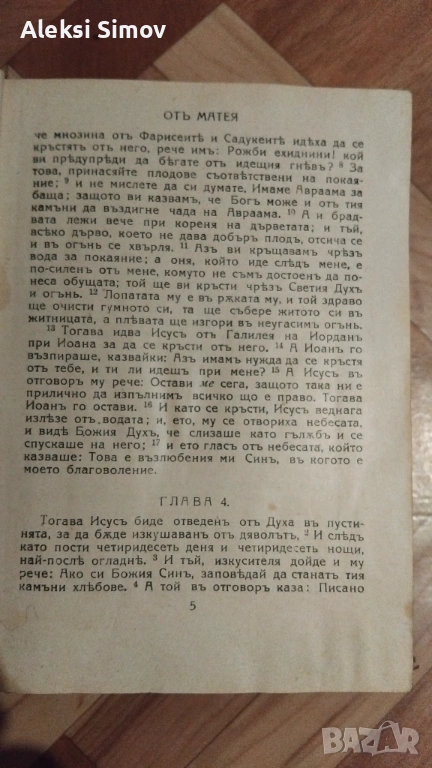 Aleksi Simov
ОТЪ МАТЕЯ
че мнозина отъ Фарисеитѣ и Садукеитѣ идѣха да се
кръстятъ отъ него, рече имъ: Рожби ехиднини! кой
ви прѣдупрѣди да бѣгате отъ идещия гнѣвъ? 8 За
това, принасяйте плодове съответствени на покая-
ние; 9 и не мислете да си думате, Имаме Авраама за
баща; защото ви казвамъ, че Богъ може и отъ тия
камъни да въздигне чада на Авраама. 10 А и брад-
вата лежи вече при кореня на дърветата; и тъй,
всѣко дърво, което не дава добъръ плодъ, отсича се
и въ огънь се хвърля. 11 Азъ ви кръщавамъ чрѣзъ
вода за покаяние; а оня, който иде слѣдъ мене, е
по-силенъ отъ мене, комуто не съмъ достоенъ да по-
неса обущата; той ще ви кръсти чрѣзъ Светия Духъ
и огънь. 12 Лопатата му е въ рѫката му, и той здраво
ще очисти гумното си, та ще събере житото си въ
житницата, а плѣвата ще изгори въ неугасимъ огънь.
13 Тогава идва Исусъ отъ Галилея на Иорданъ
при Иоана за да се кръсти отъ него. 14 А Иоанъ го
възпираше, казвайки: Азъ имамъ нужда да се кръстя
отъ тебе, и ти ли идешъ при мене? 15 А Исусъ въ
отговоръ му рече: Остави ме сега, защото така ни е
прилично да изпълнимъ всичко що е право. Тогава
Иоанъ го остави. 16 И като се кръсти, Исусъ веднага
излѣзе отъ водата; и, ето, му се отвориха небесата,
и видѣ Божия Духъ, че слизаше като гълѫбъ и се
спускаше на него; 17 и ето гласъ отъ небесата, който
казваше: Това е възлюбения ми Синъ, въ когото е
моето благоволение.
ГЛАВА 4.
Тогава Исусъ биде отведенъ отъ Духа въ пусти-
нята, за да бѫде изкушаванъ отъ дяволътъ, 2 И слѣдъ
като пости четиридесеть деня и четиридесеть нощи,
най-послѣ огладнѣ. 3 И тъй, изкусителя дойде и му
рече: Ако си Божия Синъ, заповѣдай да станатъ тия
камъни хлѣбове. 4 А той въ отговоръ каза: Писано
5
BAZAR